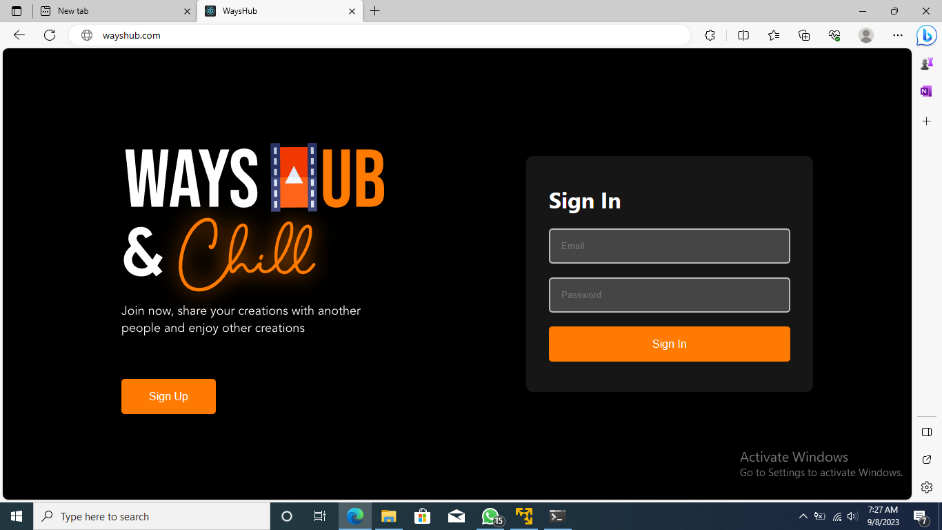 New tab
WaysHub
wayshub.com
WAYS HUB
& Chill
Join now, share your creations with another
people and enjoy other creations
Sign Up
Sign In
Email
Password
Sign In
Activate Windows
Go to Settings to activate Windows.
Type here to search
15
7:27 AM
9/8/2023
7